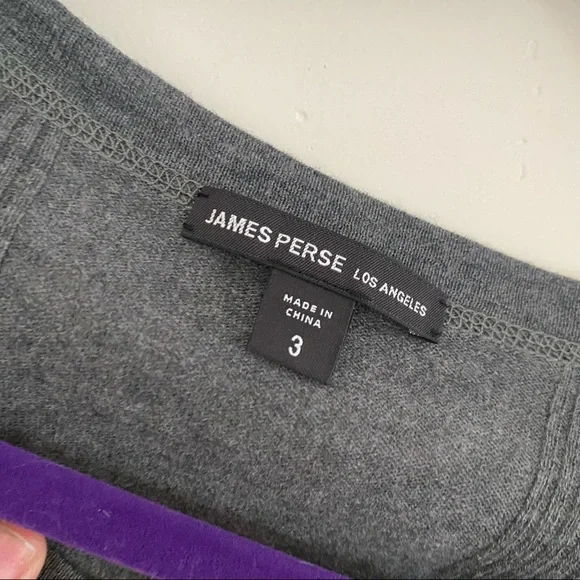 JAMES PERSE LOS ANGELES
MADE IN
CHINA
3